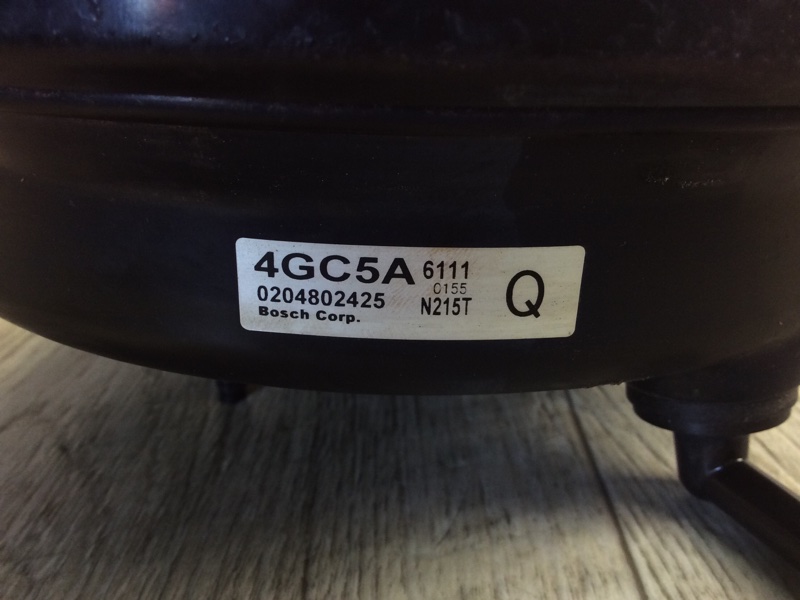 4GC5A 6111
0155
0204802425 N215T
Bosch Corp.
Q